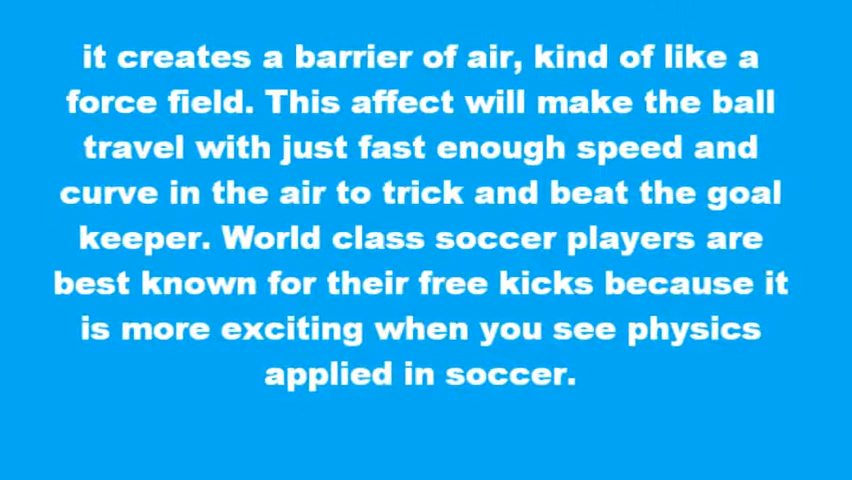 it creates a barrier of air, kind of like a
force field. This affect will make the ball
travel with just fast enough speed and
curve in the air to trick and beat the goal
keeper. World class soccer players are
best known for their free kicks because it
is more exciting when you see physics
applied in soccer.